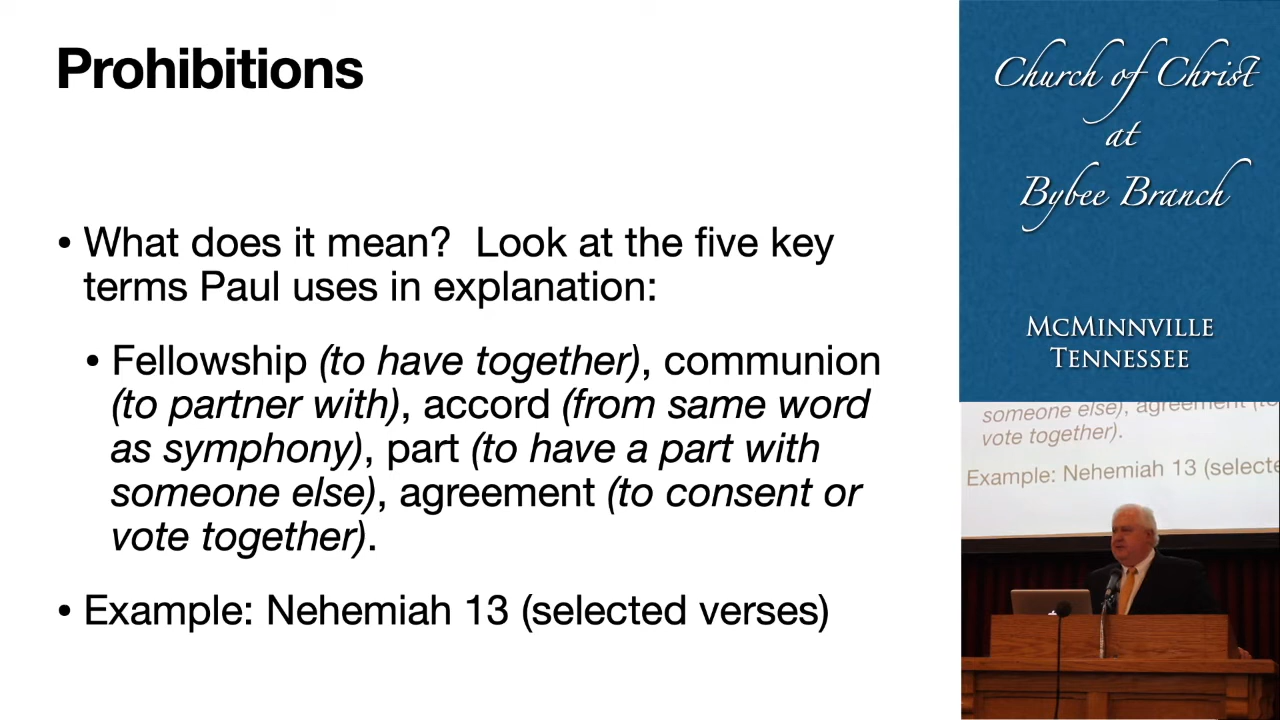 Prohibitions
• What does it mean?  Look at the five key
terms Paul uses in explanation:
• Fellowship (to have together), communion
(to partner with), accord (from same word
as symphony), part (to have a part with
someone else), agreement (to consent or
vote together).
• Example: Nehemiah 13 (selected verses)
Church of Christ
at
Bybee Branch
McMinnville
Tennessee
someone else), agreement (to
vote together).
Example: Nehemiah 13 (selecte